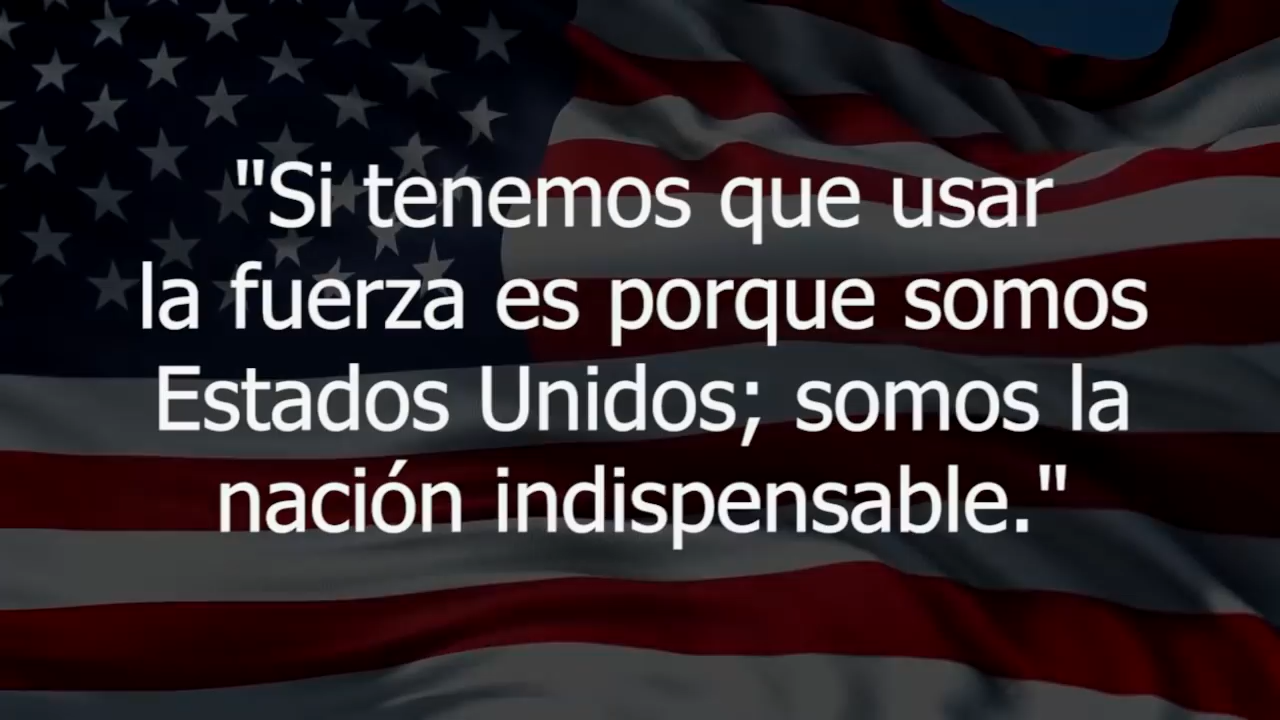 "Si tenemos que usar
la fuerza es porque somos
Estados Unidos; somos la
nación indispensable."